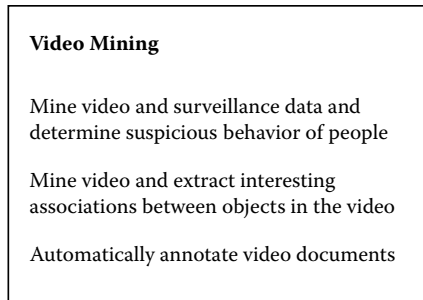 Video Mining
Mine video and surveillance data and
determine suspicious behavior of people
Mine video and extract interesting
associations between objects in the video
Automatically annotate video documents